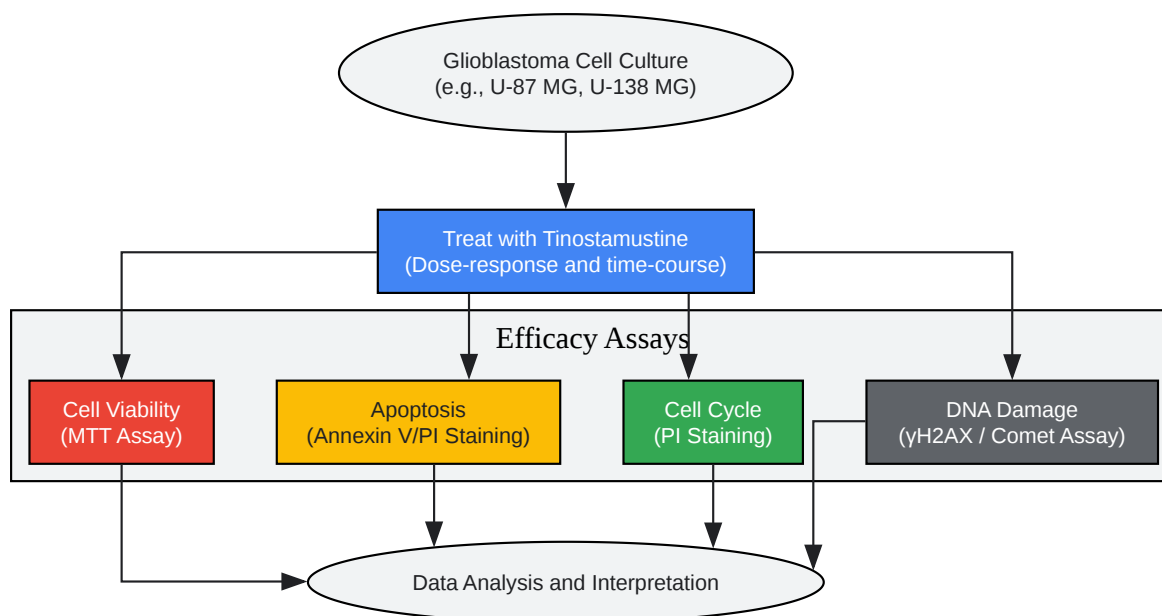 Glioblastoma Cell Culture
(e.g., U-87 MG, U-138 MG)
Treat with Tinostamustine
(Dose-response and time-course)
Efficacy Assays
Cell Viability
(MTT Assay)
Apoptosis
(Annexin V/PI Staining)
Cell Cycle
(PI Staining)
DNA Damage
(γH2AX / Comet Assay)
Data Analysis and Interpretation